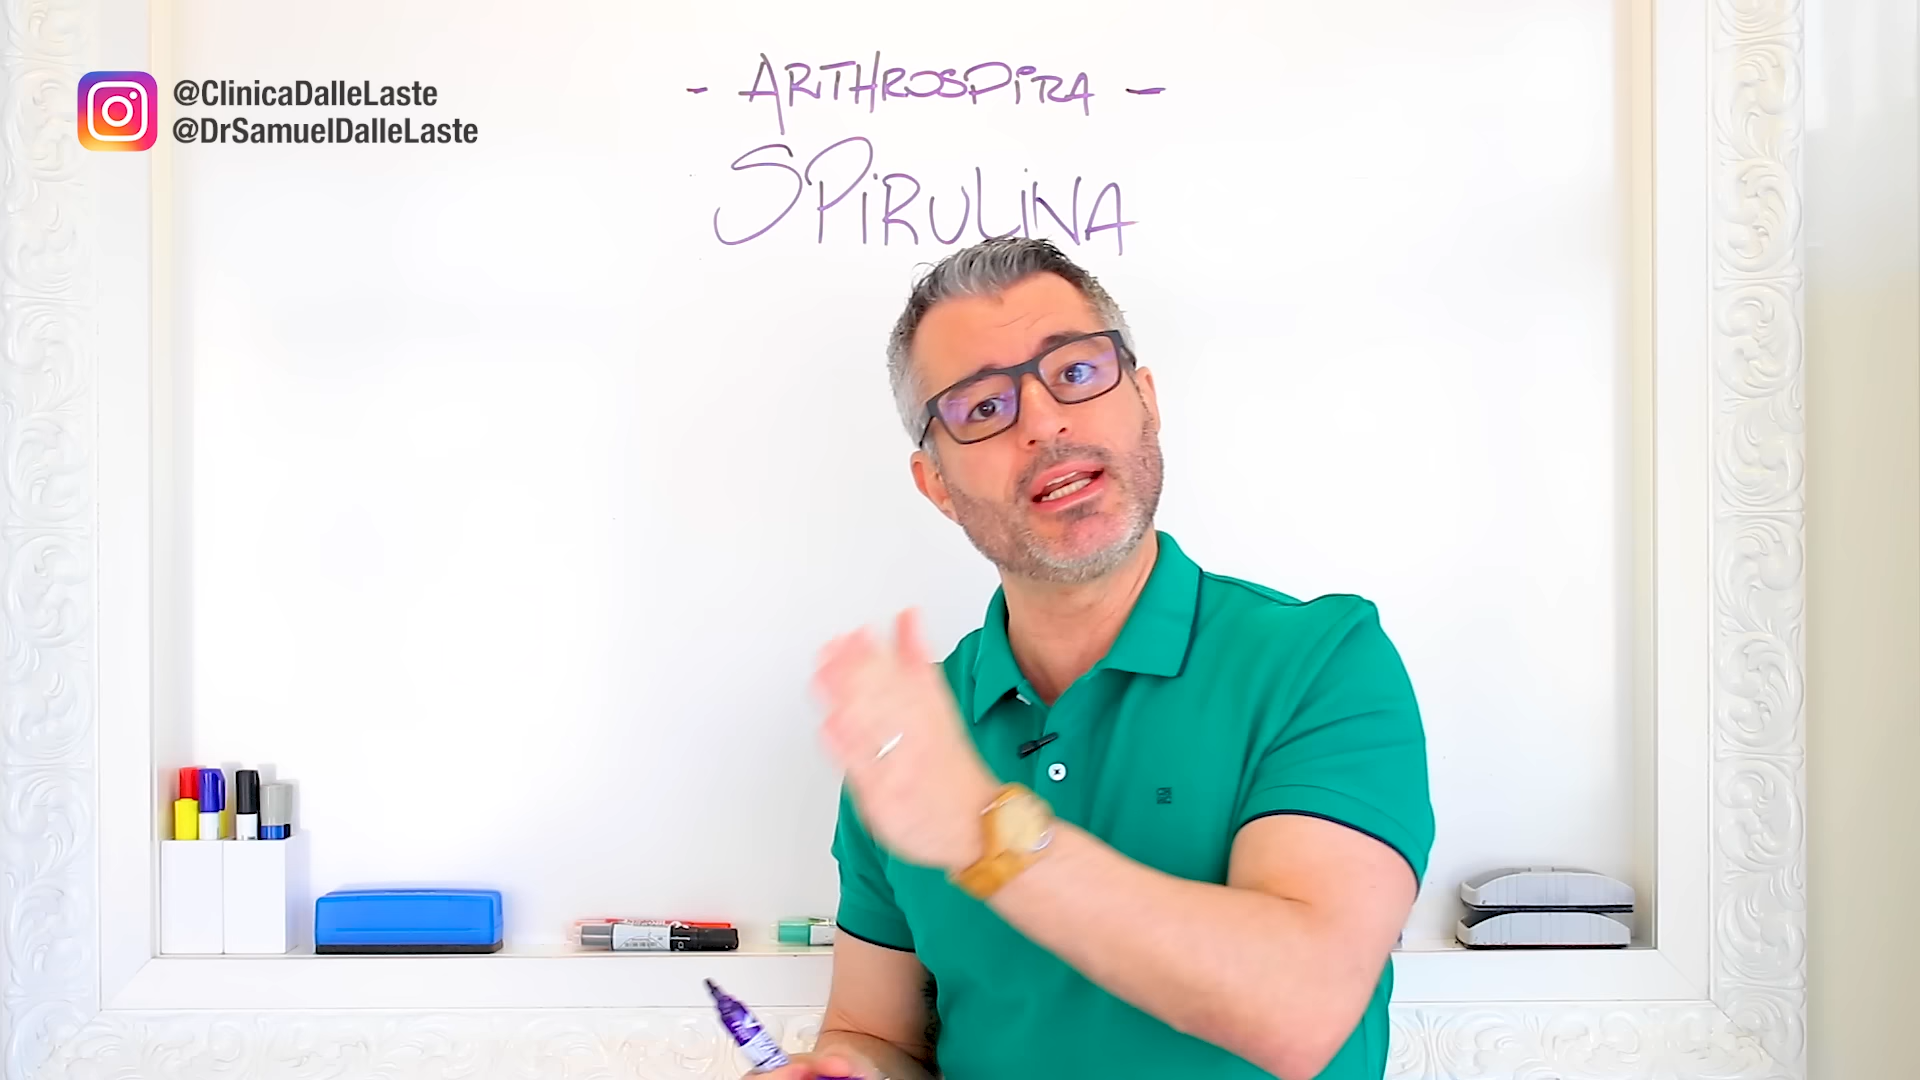 @ClinicaDalleLaste
@DrSamuelDalleLaste
- ARTHROSPIRA -
SPIRULINA